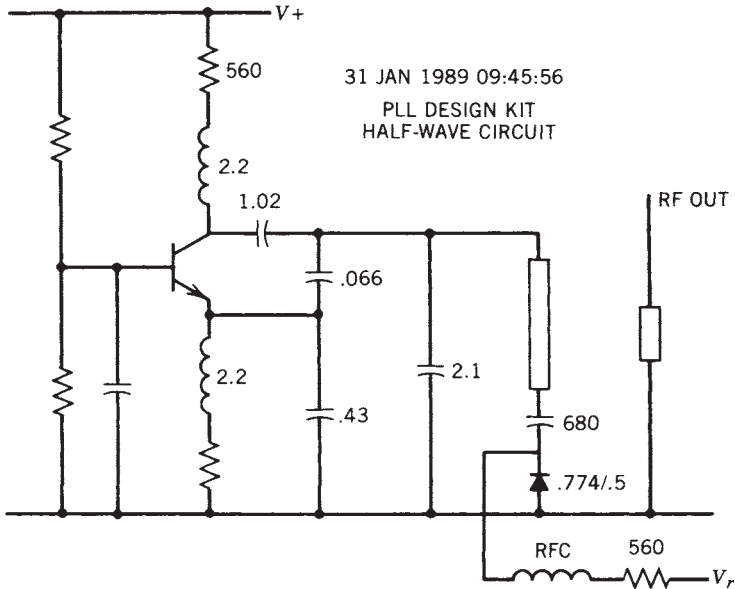 V+
560
31 JAN 1989 09:45:56
PLL DESIGN KIT
HALF-WAVE CIRCUIT
2.2
1.02
RF OUT
.066
2.2
2.1
.43
680
.774/.5
RFC
560
Vr